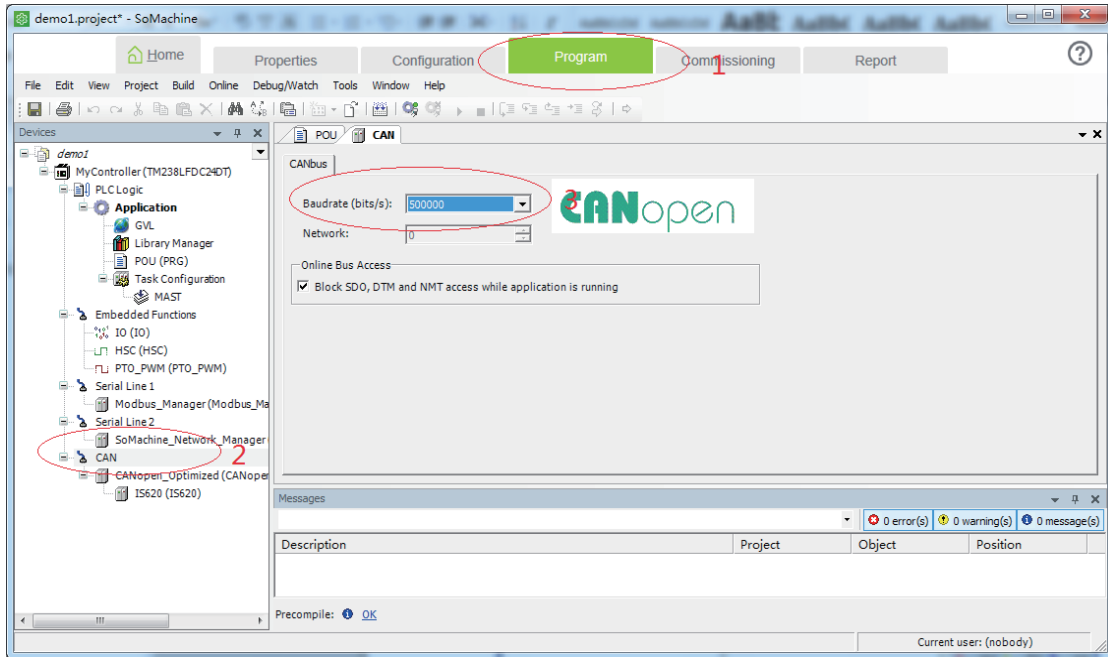 demo1.project* - SoMachine
Home Properties Configuration Program 1 Commissioning Report ?
File Edit View Project Build Online Debug/Watch Tools Window Help
Devices
demo1
MyController (TM238LFDC24DT)
PLC Logic
Application
GVL
Library Manager
POU (PRG)
Task Configuration
MAST
Embedded Functions
IO (IO)
HSC (HSC)
PTO_PWM (PTO_PWM)
Serial Line 1
Modbus_Manager (Modbus_Ma
Serial Line 2
SoMachine_Network_Manager
CAN 2
CANopen_Optimized (CANoper
IS620 (IS620)
POU CAN
CANbus
Baudrate (bits/s): 500000 3
CANopen
Network: 0
Online Bus Access
Block SDO, DTM and NMT access while application is running
Messages
0 error(s) 0 warning(s) 0 message(s)
Description Project Object Position
Precompile: OK
Current user: (nobody)